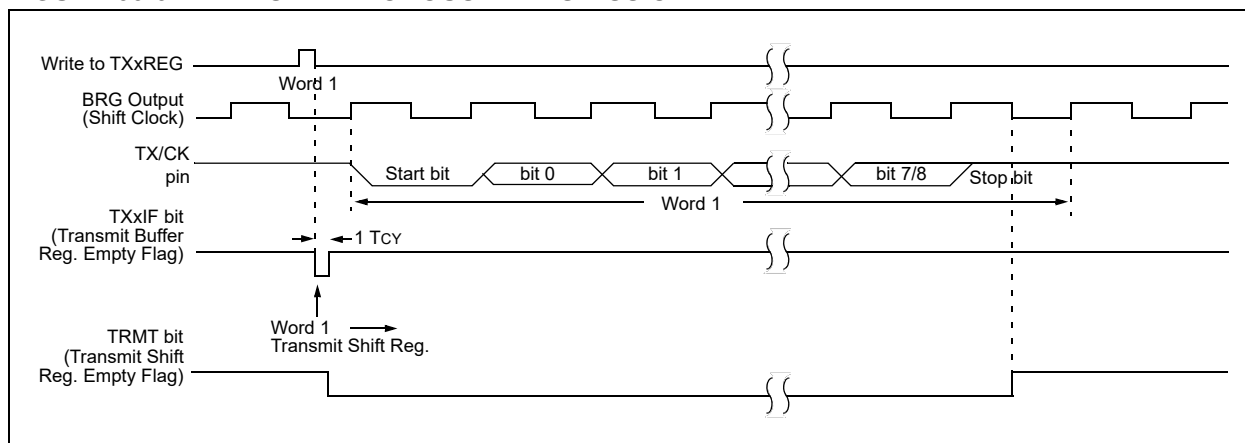 Write to TXxREG
Word 1
BRG Output
(Shift Clock)
TX/CK
pin
Start bit
bit 0
bit 1
bit 7/8
Stop bit
Word 1
TXxIF bit
(Transmit Buffer
Reg. Empty Flag)
1 TCY
Word 1
Transmit Shift Reg.
TRMT bit
(Transmit Shift
Reg. Empty Flag)